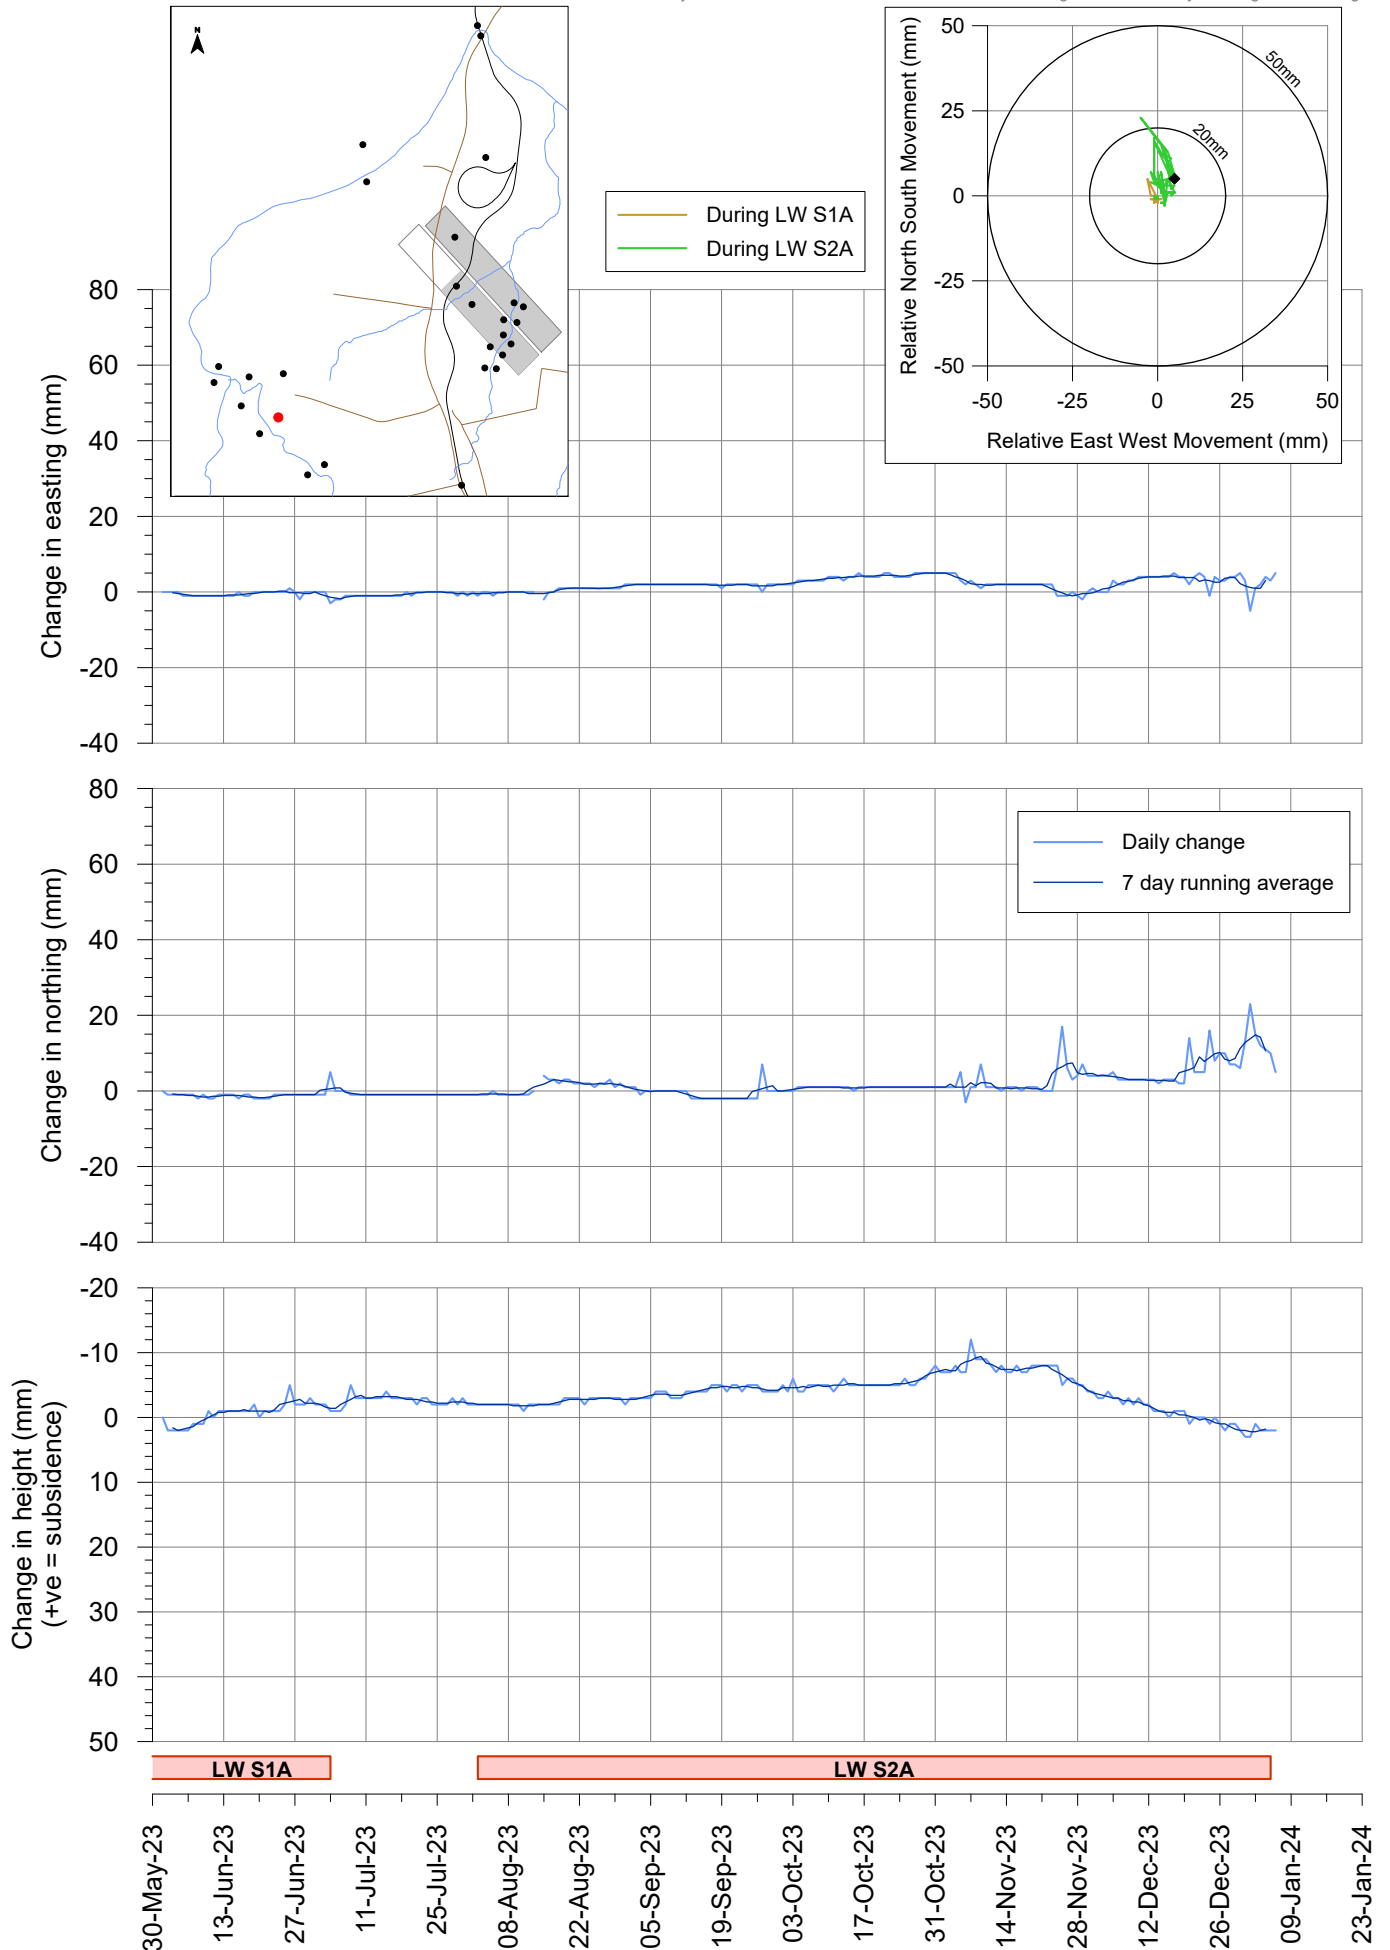 N
50
25
0
-25
-50
-50
-25
0
25
50
50mm
20mm
Relative North South Movement (mm)
Relative East West Movement (mm)
During LW S1A
During LW S2A
80
60
40
20
0
-20
-40
Change in easting (mm)
80
60
40
20
0
-20
-40
Change in northing (mm)
Daily change
7 day running average
-20
-10
0
10
20
30
40
50
Change in height (mm)
(+ve = subsidence)
LW S1A
LW S2A
30-May-23
13-Jun-23
27-Jun-23
11-Jul-23
25-Jul-23
08-Aug-23
22-Aug-23
05-Sep-23
19-Sep-23
03-Oct-23
17-Oct-23
31-Oct-23
14-Nov-23
28-Nov-23
12-Dec-23
26-Dec-23
09-Jan-24
23-Jan-24